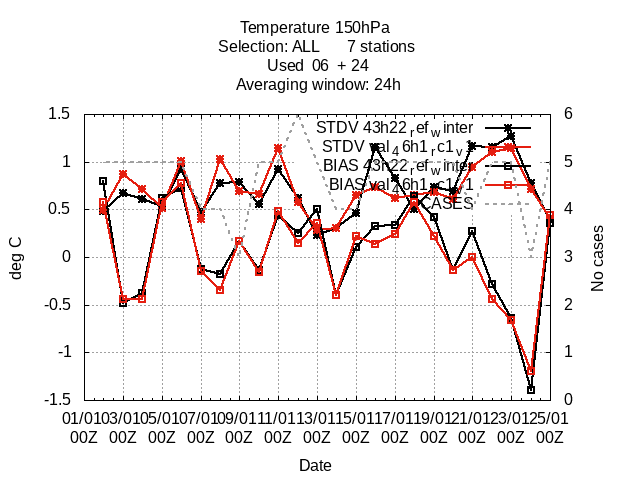 Temperature 150hPa
Selection: ALL 7 stations
Used 06 + 24
Averaging window: 24h
STDV 43h22_ref_winter
STDV val_46h1_rc1_v1
BIAS 43h22_ref_winter
BIAS val_46h1_rc1_v1
CASES
1.5
1
0.5
0
-0.5
-1
-1.5
6
5
4
3
2
1
0
deg C
No cases
01/01 03/01 05/01 07/01 09/01 11/01 13/01 15/01 17/01 19/01 21/01 23/01 25/01
00Z 00Z 00Z 00Z 00Z 00Z 00Z 00Z 00Z 00Z 00Z 00Z 00Z
Date